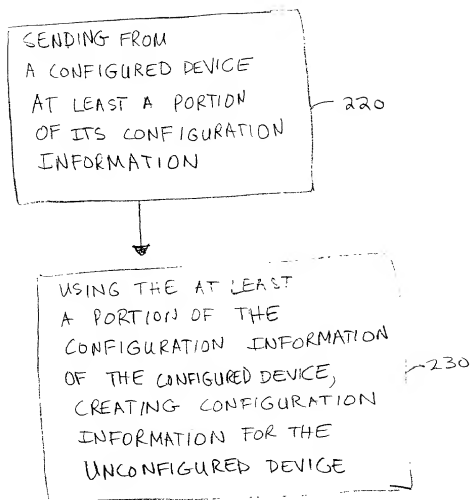 SENDING FROM
A CONFIGURED DEVICE
AT LEAST A PORTION
OF ITS CONFIGURATION
INFORMATION
220
USING THE AT LEAST
A PORTION OF THE
CONFIGURATION INFORMATION
OF THE CONFIGURED DEVICE,
CREATING CONFIGURATION
INFORMATION FOR THE
UNCONFIGURED DEVICE
230